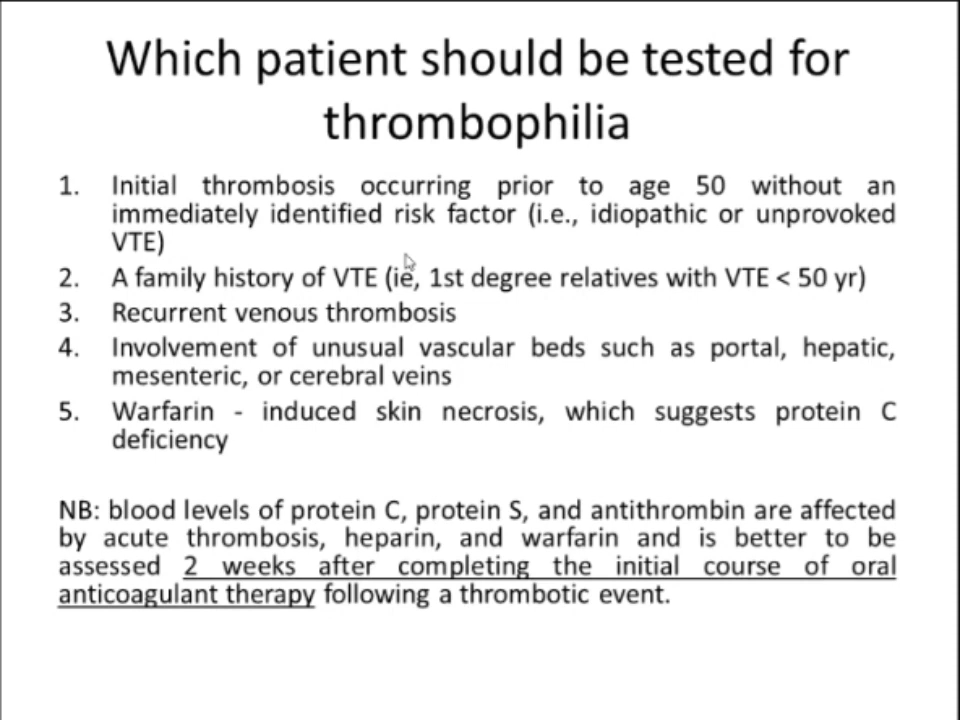 Which patient should be tested for
thrombophilia
1. Initial thrombosis occurring prior to age 50 without an
immediately identified risk factor (i.e., idiopathic or unprovoked
VTE)
2. A family history of VTE (ie, 1st degree relatives with VTE < 50 yr)
3. Recurrent venous thrombosis
4. Involvement of unusual vascular beds such as portal, hepatic,
mesenteric, or cerebral veins
5. Warfarin - induced skin necrosis, which suggests protein C
deficiency
NB: blood levels of protein C, protein S, and antithrombin are affected
by acute thrombosis, heparin, and warfarin and is better to be
assessed 2 weeks after completing the initial course of oral
anticoagulant therapy following a thrombotic event.